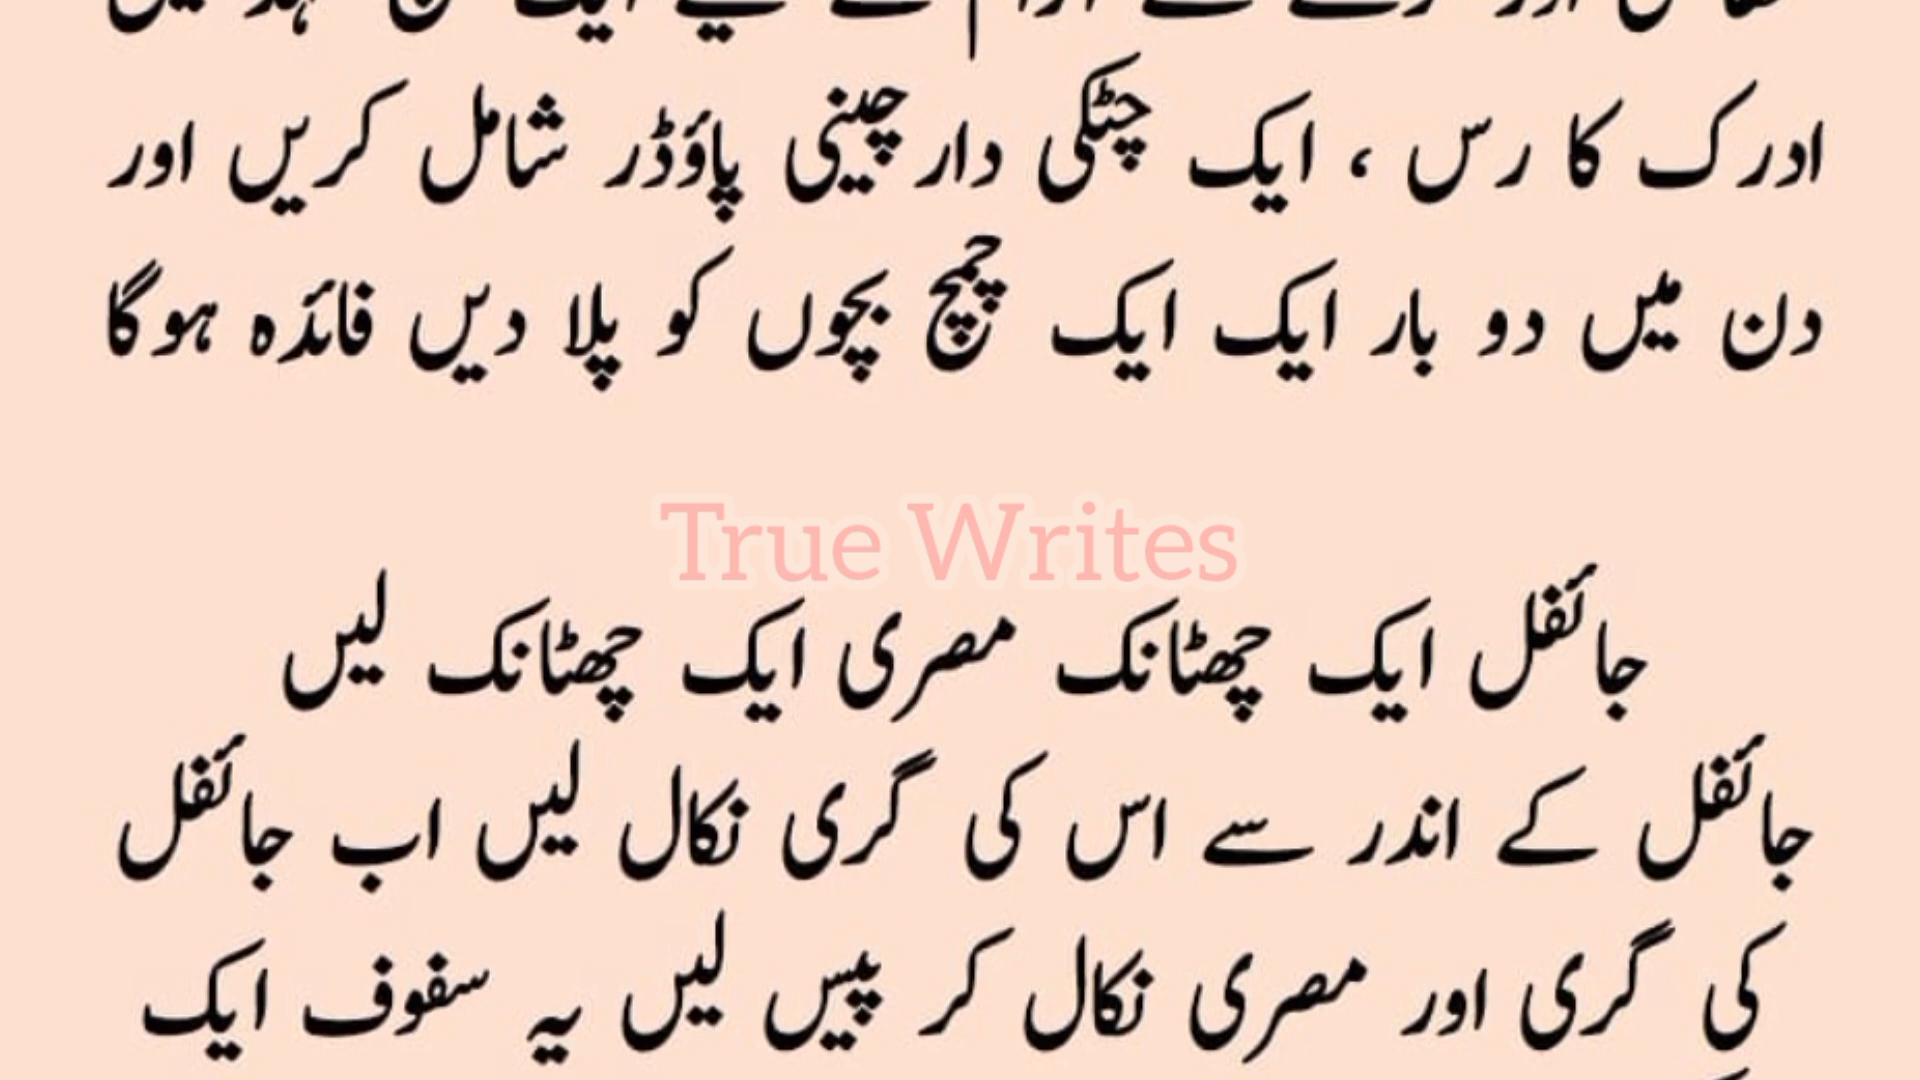 ادرک کا رس ، ایک چٹکی دار چینی پاؤڈر شامل کریں اور
دن میں دو بار ایک ایک چمچ بچوں کو پلا دیں فائدہ ہوگا
True Writes
جائفل ایک چھٹانک مصری ایک چھٹانک لیں
جائفل کے اندر سے اس کی گری نکال لیں اب جائفل
کی گری اور مصری نکال کر پیس لیں یہ سفوف ایک